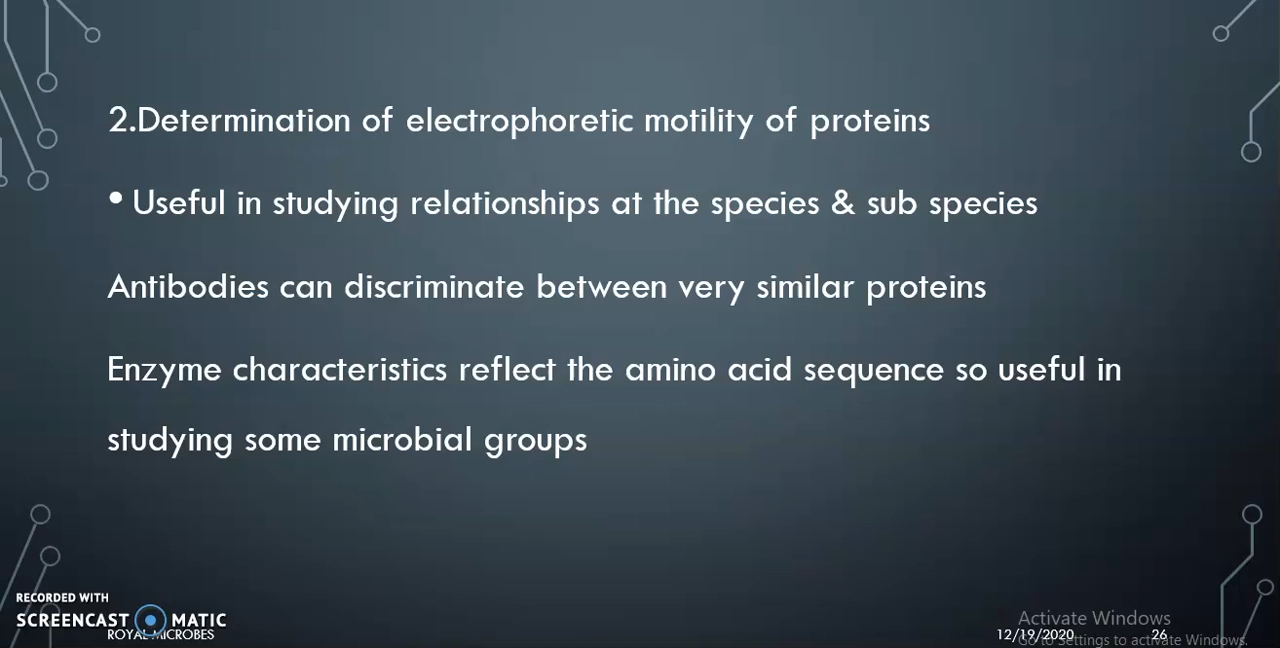 2.Determination of electrophoretic motility of proteins
• Useful in studying relationships at the species & sub species
Antibodies can discriminate between very similar proteins
Enzyme characteristics reflect the amino acid sequence so useful in
studying some microbial groups
RECORDED WITH
SCREENCAST MATIC
ROYAL MICROBES
Activate Windows
12/19/2020
26
Go to Settings to activate Windows.